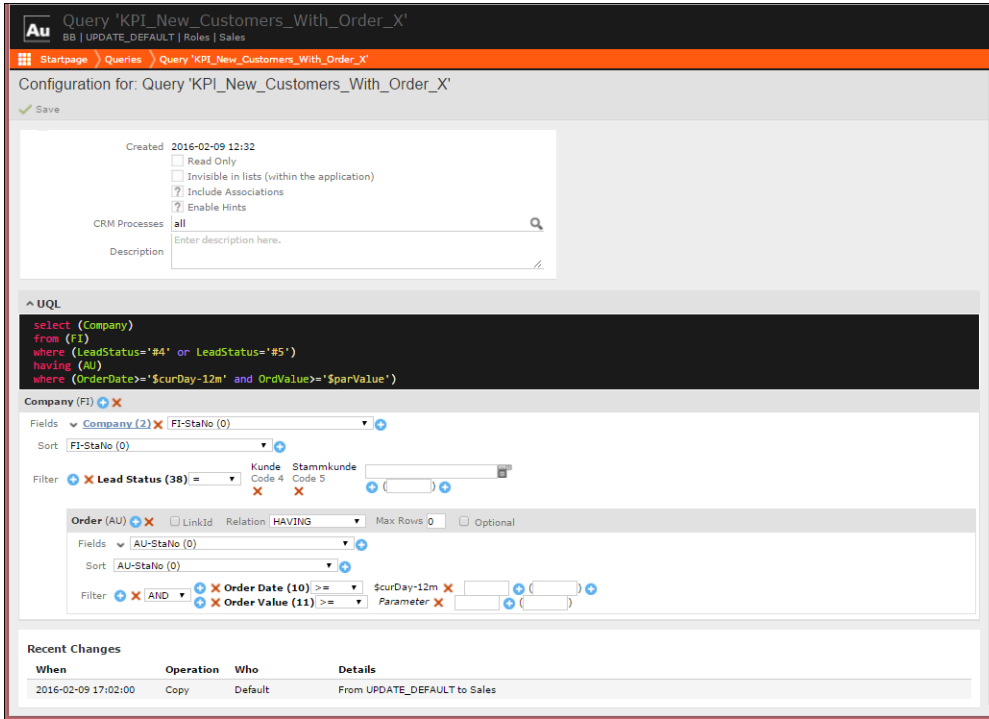 Au
Query 'KPI_New_Customers_With_Order_X'
BB | UPDATE_DEFAULT | Roles | Sales
Startpage Queries Query 'KPI_New_Customers_With_Order_X'
Configuration for: Query 'KPI_New_Customers_With_Order_X'
Save
Created 2016-02-09 12:32
Read Only
Invisible in lists (within the application)
? Include Associations
? Enable Hints
CRM Processes all
Description Enter description here.
UQL
select (Company)
from (FI)
where (LeadStatus='#4' or LeadStatus='#5')
having (AU)
where (OrderDate>='$curDay-12m' and OrdValue>='$parValue')
Company (FI)
Fields Company (2) FI-StaNo (0)
Sort FI-StaNo (0)
Filter Lead Status (38) = Kunde Code 4 Stammkunde Code 5 ( )
Order (AU) LinkId Relation HAVING Max Rows 0 Optional
Fields AU-StaNo (0)
Sort AU-StaNo (0)
Filter AND Order Date (10) >= $curDay-12m ( )
Order Value (11) >= Parameter ( )
Recent Changes
When Operation Who Details
2016-02-09 17:02:00 Copy Default From UPDATE_DEFAULT to Sales